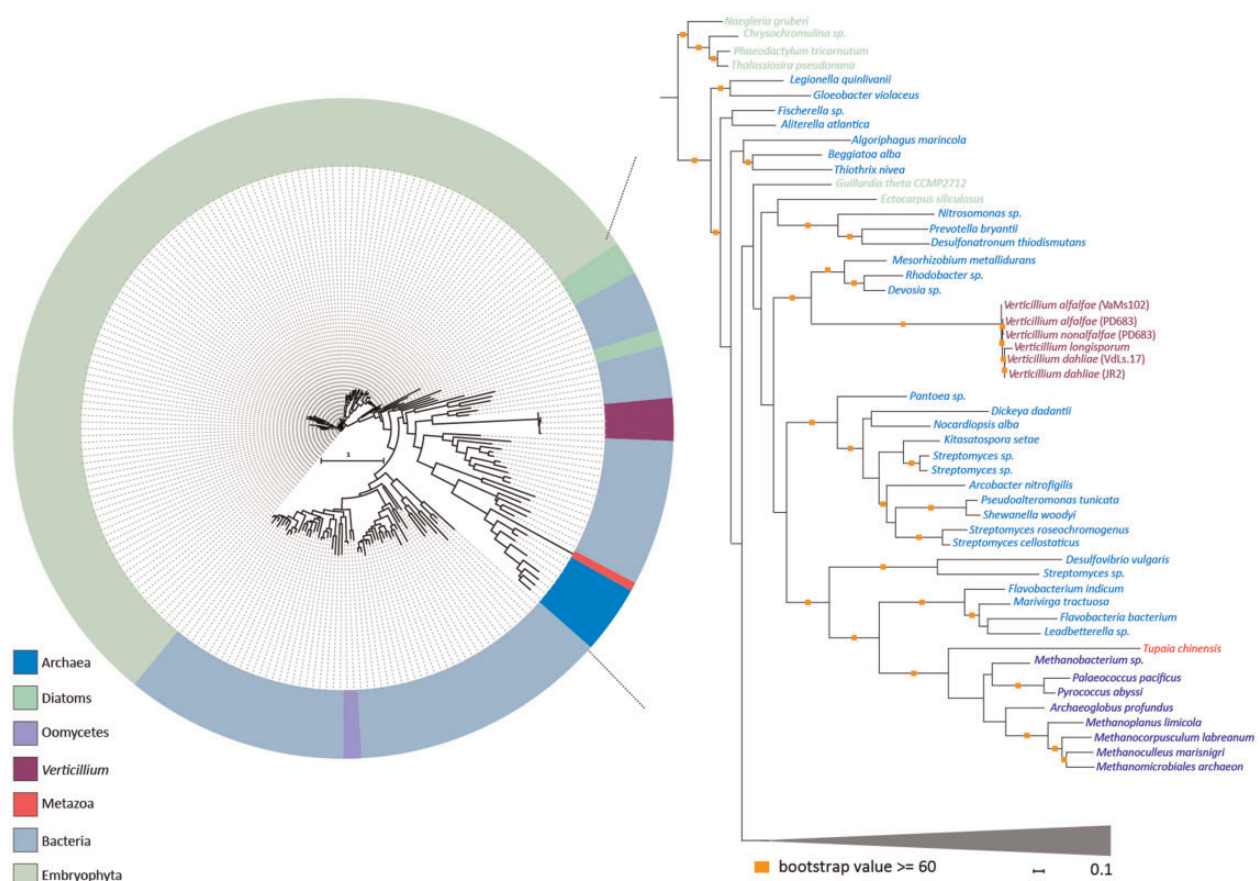 Naegleria gruberi
Chrysochromulina sp.
Phaeodactylum tricornutum
Thalassiosira pseudonana
Legionella quinlivanii
Gloeobacter violaceus
Fischerella sp.
Aliterella atlantica
Algoriphagus marincola
Beggiatoa alba
Thiothrix nivea
Guillardia theta CCMP2712
Ectocarpus siliculosus
Nitrosomonas sp.
Prevotella bryantii
Desulfonatronum thiodismutans
Mesorhizobium metallidurans
Rhodobacter sp.
Devosia sp.
Verticillium alfalfae (VaMs102)
Verticillium alfalfae (PD683)
Verticillium nonalfalfae (PD683)
Verticillium longisporum
Verticillium dahliae (VdLs.17)
Verticillium dahliae (JR2)
Pantoea sp.
Dickeya dadantii
Nocardiopsis alba
Kitasatospora setae
Streptomyces sp.
Streptomyces sp.
Arcobacter nitrofigilis
Pseudoalteromonas tunicata
Shewanella woodyi
Streptomyces roseochromogenus
Streptomyces cellostaticus
Desulfovibrio vulgaris
Streptomyces sp.
Flavobacterium indicum
Marivirga tractuosa
Flavobacteria bacterium
Leadbetterella sp.
Tupaia chinensis
Methanobacterium sp.
Palaeococcus pacificus
Pyrococcus abyssi
Archaeoglobus profundus
Methanoplanus limicola
Methanocorpusculum labreanum
Methanoculleus marisnigri
Methanomicrobiales archaeon
bootstrap value >= 60
0.1
1
Archaea
Diatoms
Oomycetes
Verticillium
Metazoa
Bacteria
Embryophyta